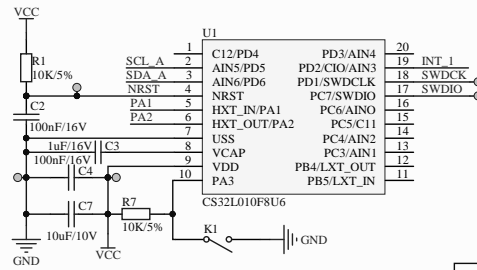 VCC
U1
R1
10K/5%
SCL_A
SDA_A
NRST
PA1
PA2
C2
100nF/16V
1uF/16V
C3
100nF/16V
C4
C7
10uF/10V
GND
VCC
R7
10K/5%
K1
GND
1 C12/PD4 PD3/AIN4 20
2 AIN5/PD5 PD2/CIO/AIN3 19 INT_1
3 AIN6/PD6 PD1/SWDCLK 18 SWDCK
4 NRST PC7/SWDIO 17 SWDIO
5 HXT_IN/PA1 PC6/AINO 16
6 HXT_OUT/PA2 PC5/C11 15
7 USS PC4/AIN2 14
8 VCAP PC3/AIN1 13
9 VDD PB4/LXT_OUT 12
10 PA3 PB5/LXT_IN 11
CS32L010F8U6